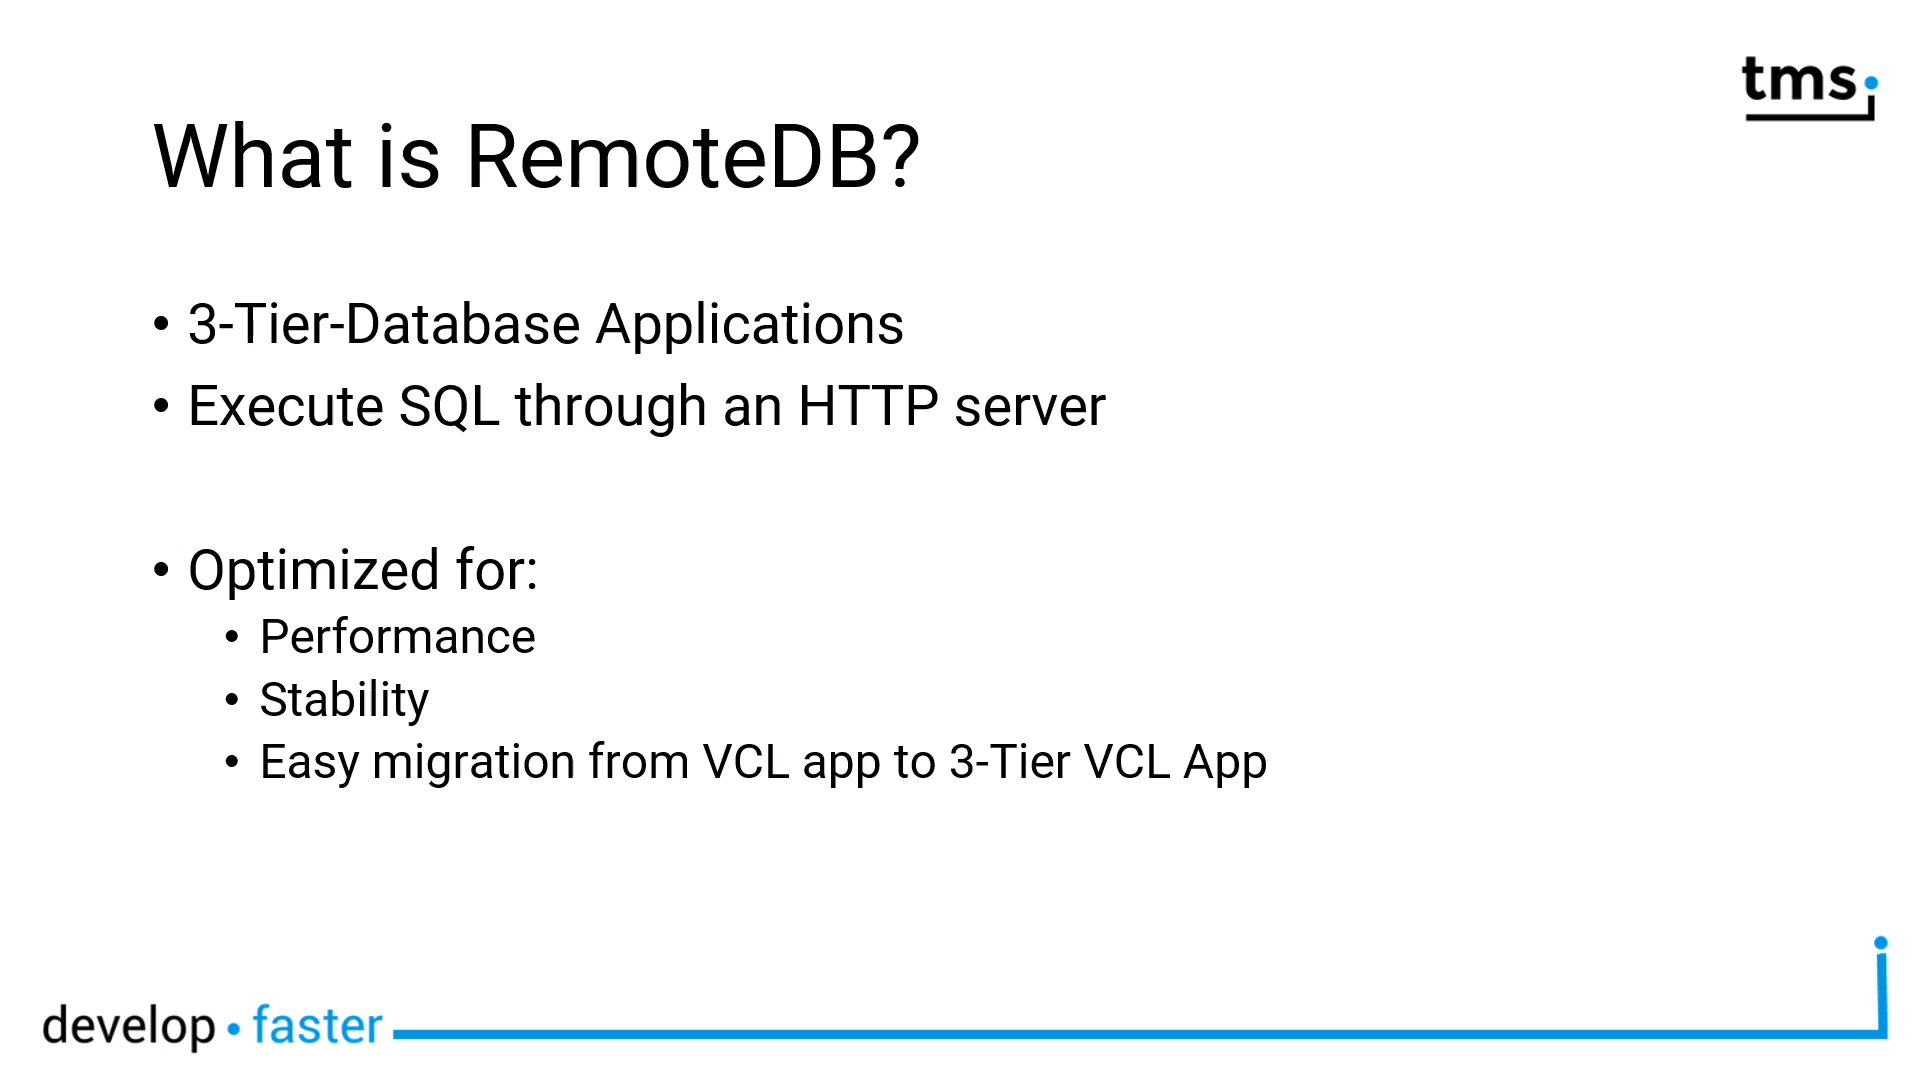 tms
What is RemoteDB?
• 3-Tier-Database Applications
• Execute SQL through an HTTP server
• Optimized for:
• Performance
• Stability
• Easy migration from VCL app to 3-Tier VCL App
develop • faster